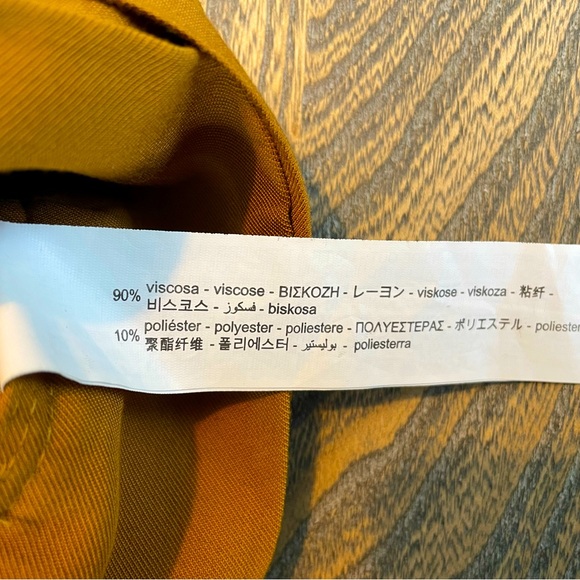 90% viscosa - viscose - ΒΙΣΚΟΖΗ - レーヨン - viskose - viskoza - 粘纤 -
비스코스 - فسكوز - biskosa
10% poliéster - polyester - poliestere - ΠΟΛΥΕΣΤΕΡΑΣ - ポリエステル - poliester
聚酯纤维 - 폴리에스터 - بوليستير - poliesterra